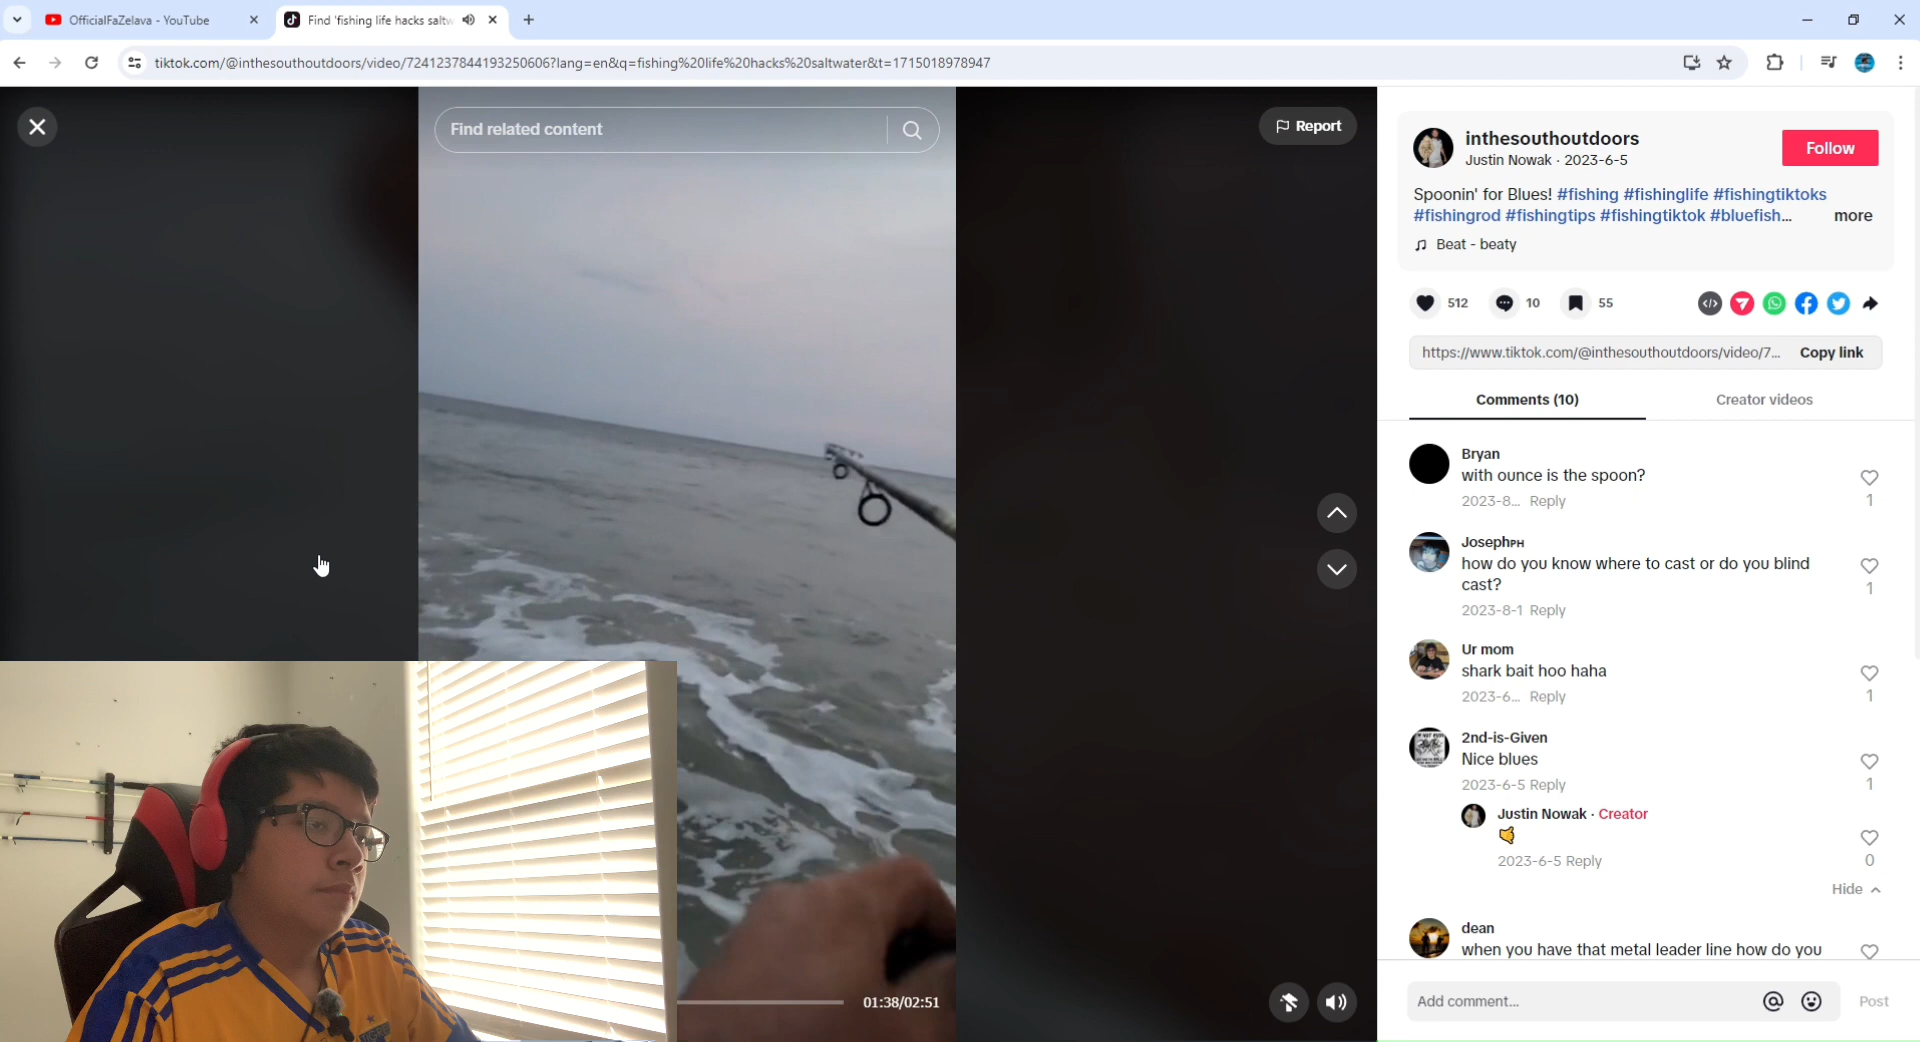 OfficialFaZelava - YouTube
Find 'fishing life hacks saltw
tiktok.com/@inthesouthoutdoors/video/7241237844193250606?lang=en&q=fishing%20life%20hacks%20saltwater&t=1715018978947
Find related content
Report
inthesouthoutdoors
Justin Nowak · 2023-6-5
Follow
Spoonin' for Blues! #fishing #fishinglife #fishingtiktoks
#fishingrod #fishingtips #fishingtiktok #bluefish... more
Beat - beaty
512
10
55
https://www.tiktok.com/@inthesouthoutdoors/video/7... Copy link
Comments (10)
Creator videos
Bryan
with ounce is the spoon?
2023-8... Reply
1
Josephᴘʜ
how do you know where to cast or do you blind
cast?
2023-8-1 Reply
1
Ur mom
shark bait hoo haha
2023-6... Reply
1
2nd-is-Given
Nice blues
2023-6-5 Reply
1
Justin Nowak · Creator
🤙
2023-6-5 Reply
0
Hide
dean
when you have that metal leader line how do you
01:38/02:51
Add comment...
Post